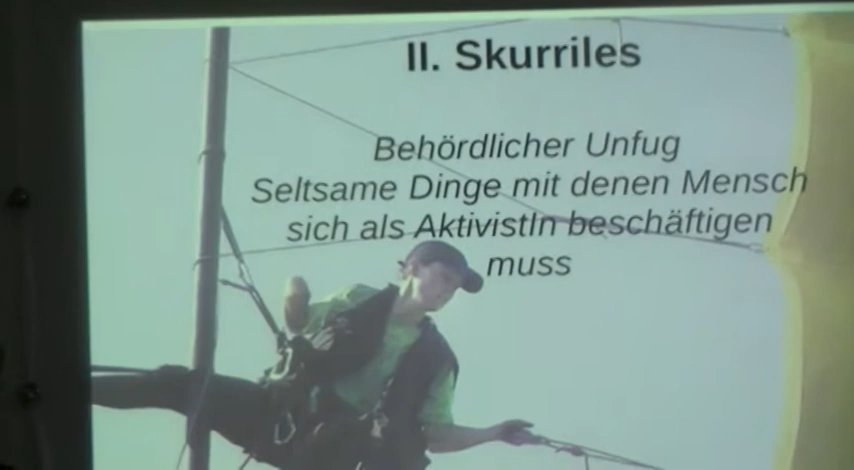 II. Skurriles
Behördlicher Unfug
Seltsame Dinge mit denen Mensch
sich als AktivistIn beschäftigen
muss